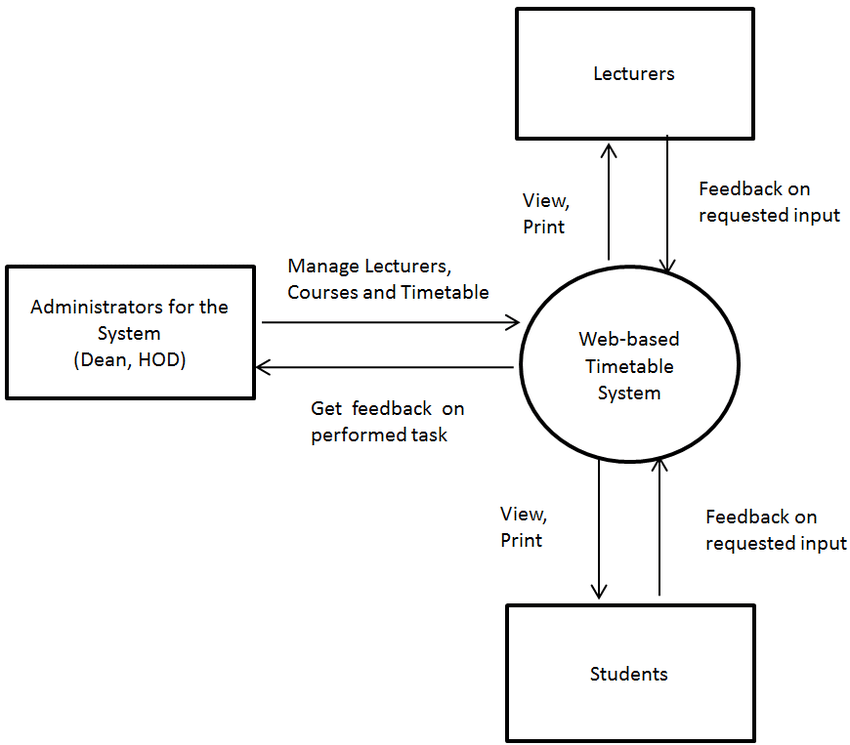 Lecturers
View,
Print
Feedback on
requested input
Manage Lecturers,
Courses and Timetable
Administrators for the
System
(Dean, HOD)
Web-based
Timetable
System
Get feedback on
performed task
View,
Print
Feedback on
requested input
Students